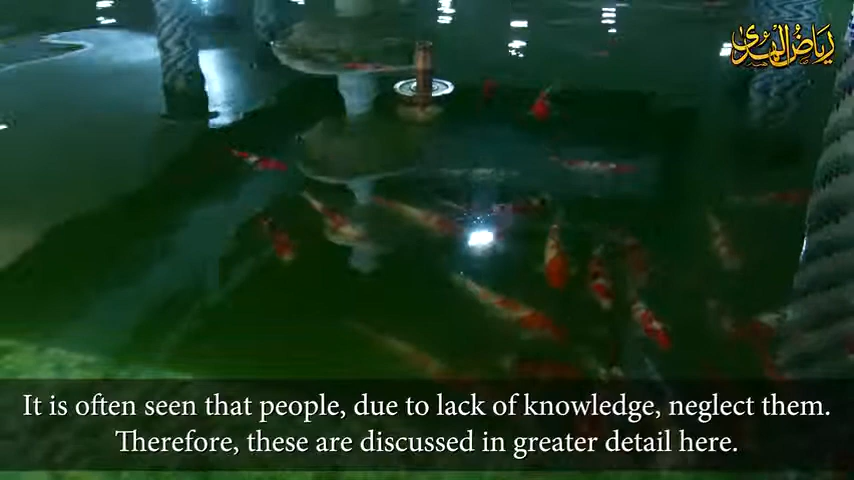 رياض الهدى
It is often seen that people, due to lack of knowledge, neglect them.
Therefore, these are discussed in greater detail here.